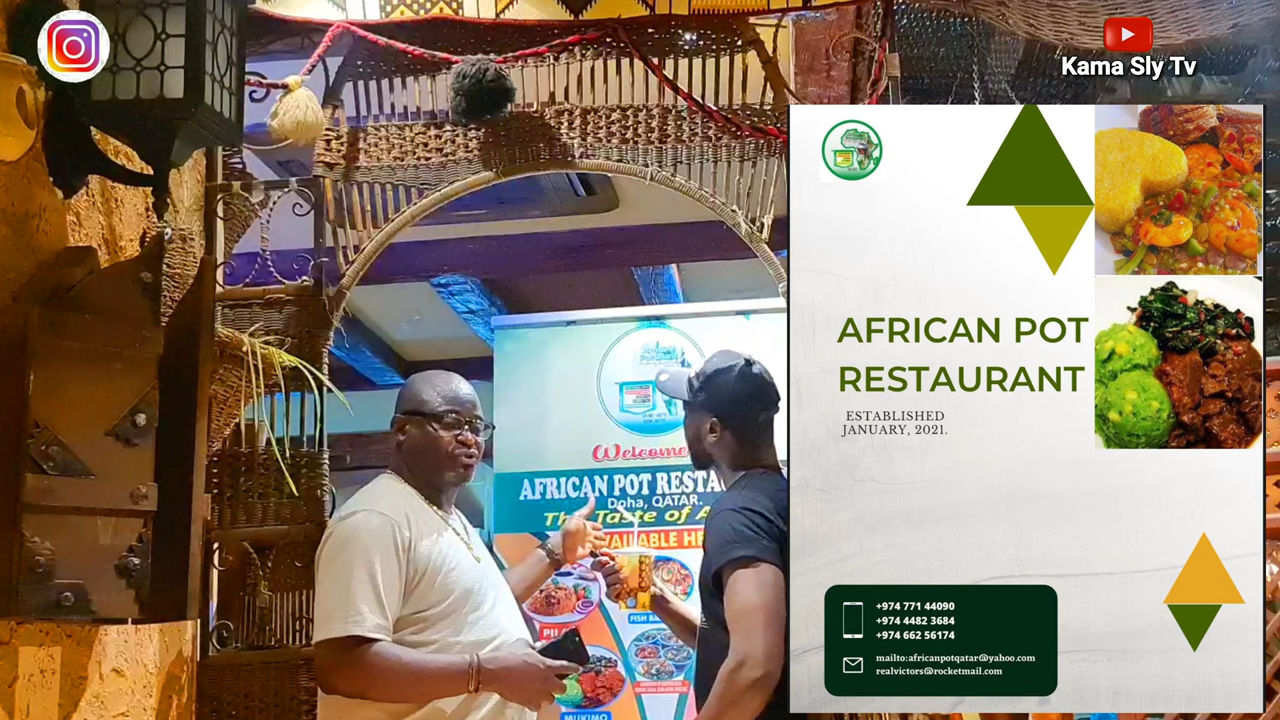 Kama Sly Tv
AFRICAN POT
RESTAURANT
ESTABLISHED
JANUARY, 2021.
+974 771 44090
+974 4482 3684
+974 662 56174
mailto:africanpotqatar@yahoo.com
realvictors@rocketmail.com
Welcome
AFRICAN POT RESTA
Doha, QATAR.
The Taste of A
VAILABLE HE
FISH BA
MUKIMO